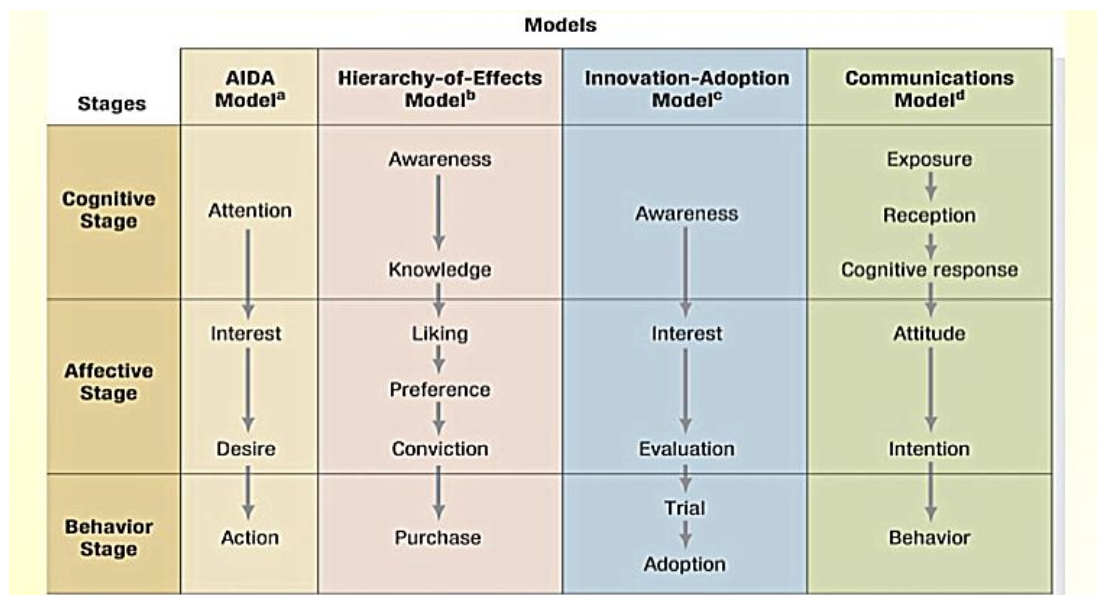 Models
Stages
AIDA
Model^a
Hierarchy-of-Effects
Model^b
Innovation-Adoption
Model^c
Communications
Model^d
Cognitive
Stage
Attention
Awareness
Knowledge
Awareness
Exposure
Reception
Cognitive response
Affective
Stage
Interest
Desire
Liking
Preference
Conviction
Interest
Evaluation
Attitude
Intention
Behavior
Stage
Action
Purchase
Trial
Adoption
Behavior